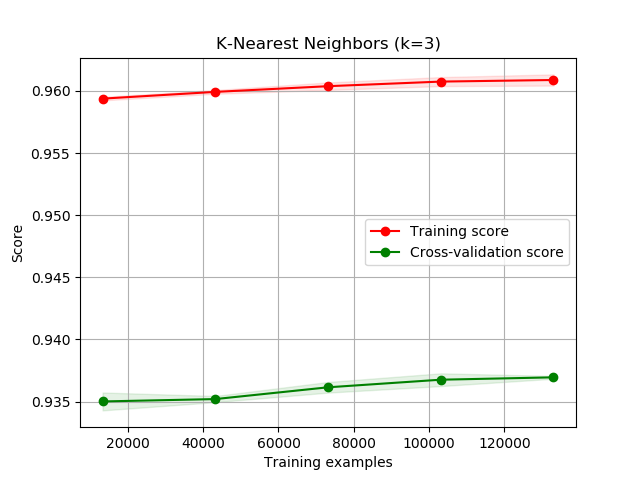 K-Nearest Neighbors (k=3)
0.960
0.955
0.950
0.945
0.940
0.935
Score
Training score
Cross-validation score
20000 40000 60000 80000 100000 120000
Training examples